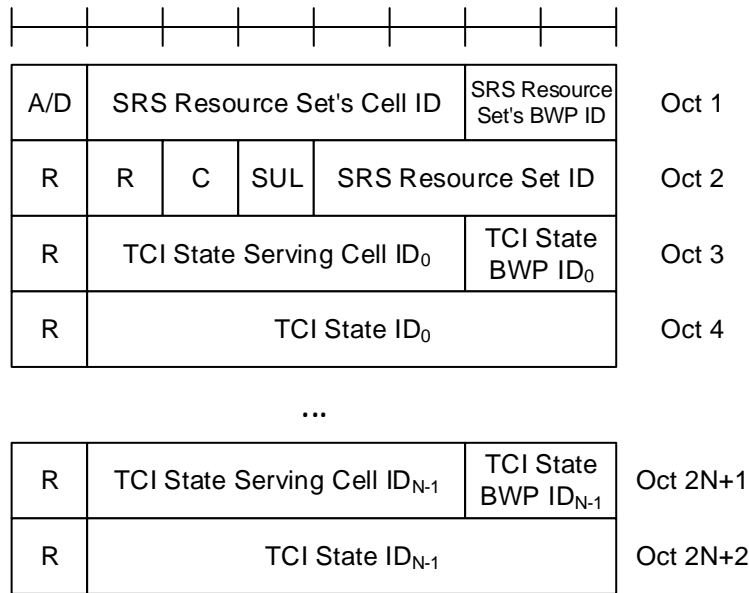 A/D SRS Resource Set's Cell ID SRS Resource Set's BWP ID Oct 1
R R C SUL SRS Resource Set ID Oct 2
R TCI State Serving Cell ID₀ TCI State BWP ID₀ Oct 3
R TCI State ID₀ Oct 4
...
R TCI State Serving Cell IDN-1 TCI State BWP IDN-1 Oct 2N+1
R TCI State IDN-1 Oct 2N+2